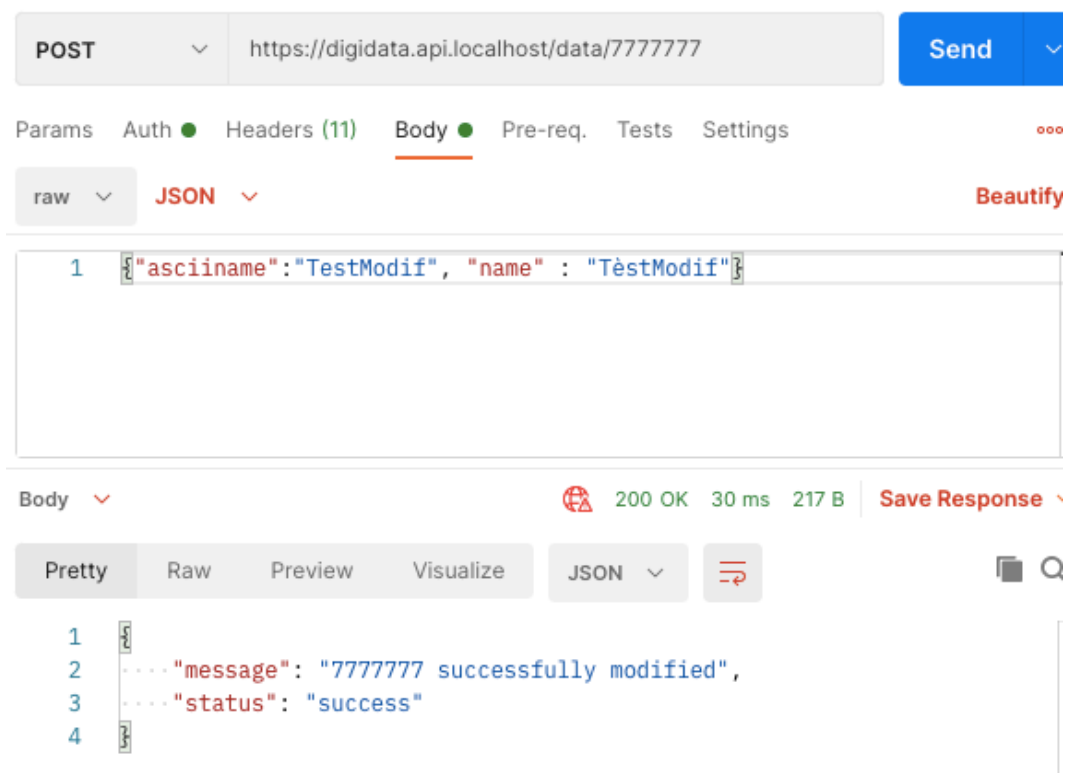 POST https://digidata.api.localhost/data/7777777 Send
Params Auth Headers (11) Body Pre-req. Tests Settings
raw JSON Beautify
1 {"asciiname":"TestModif", "name" : "TèstModif"}
Body 200 OK 30 ms 217 B Save Response
Pretty Raw Preview Visualize JSON
1 {
2 "message": "7777777 successfully modified",
3 "status": "success"
4 }